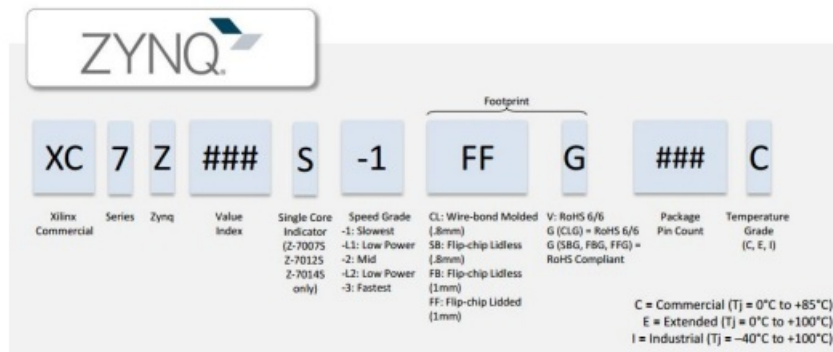 ZYNQ
Footprint
XC 7 Z ### S -1 FF G ### C
Xilinx
Commercial
Series
Zynq
Value
Index
Single Core
Indicator
(Z-7007S
Z-7012S
Z-7014S
only)
Speed Grade
-1: Slowest
-L1: Low Power
-2: Mid
-L2: Low Power
-3: Fastest
CL: Wire-bond Molded
(.8mm)
SB: Flip-chip Lidless
(.8mm)
FB: Flip-chip Lidless
(1mm)
FF: Flip-chip Lidded
(1mm)
V: RoHS 6/6
G (CLG) = RoHS 6/6
G (SBG, FBG, FFG) =
RoHS Compliant
Package
Pin Count
Temperature
Grade
(C, E, I)
C = Commercial (Tj = 0°C to +85°C)
E = Extended (Tj = 0°C to +100°C)
I = Industrial (Tj = –40°C to +100°C)